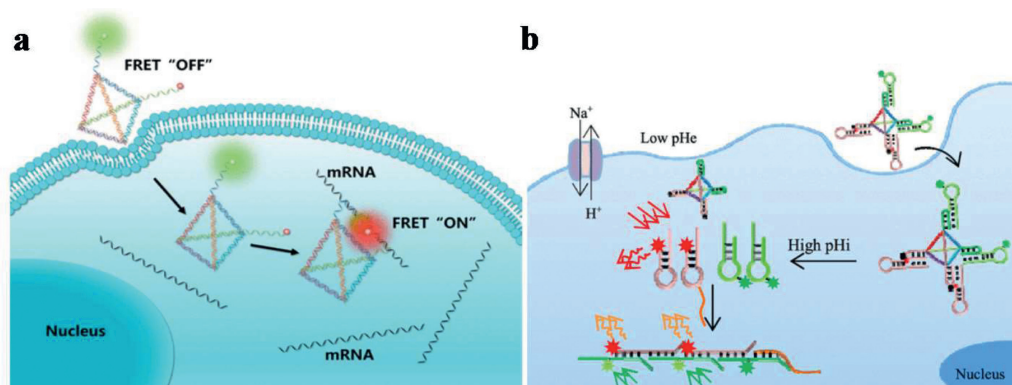 a
FRET "OFF"
mRNA
FRET "ON"
Nucleus
mRNA
b
Na⁺
Low pHe
H⁺
High pHi
Nucleus